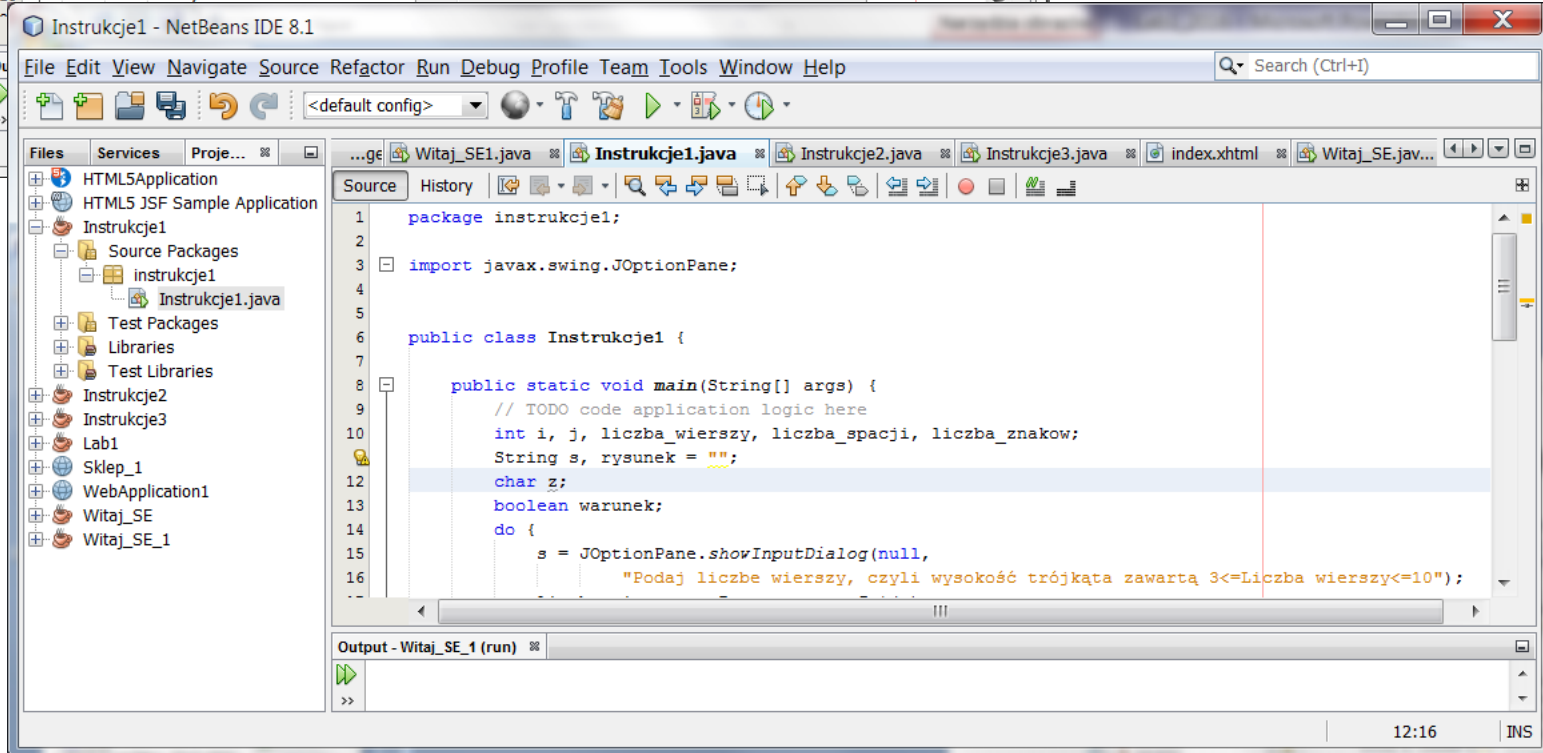 Instrukcje1 - NetBeans IDE 8.1
File Edit View Navigate Source Refactor Run Debug Profile Team Tools Window Help
Search (Ctrl+I)
<default config>
Files Services Proje...
HTML5Application
HTML5 JSF Sample Application
Instrukcje1
Source Packages
instrukcje1
Instrukcje1.java
Test Packages
Libraries
Test Libraries
Instrukcje2
Instrukcje3
Lab1
Sklep_1
WebApplication1
Witaj_SE
Witaj_SE_1
...ge Witaj_SE1.java Instrukcje1.java Instrukcje2.java Instrukcje3.java index.xhtml Witaj_SE.jav...
Source History
1 package instrukcje1;
2
3 import javax.swing.JOptionPane;
4
5
6 public class Instrukcje1 {
7
8 public static void main(String[] args) {
9 // TODO code application logic here
10 int i, j, liczba_wierszy, liczba_spacji, liczba_znakow;
String s, rysunek = "";
12 char z;
13 boolean warunek;
14 do {
15 s = JOptionPane.showInputDialog(null,
16 "Podaj liczbe wierszy, czyli wysokość trójkąta zawartą 3<=Liczba wierszy<=10");
Output - Witaj_SE_1 (run)
12:16 INS